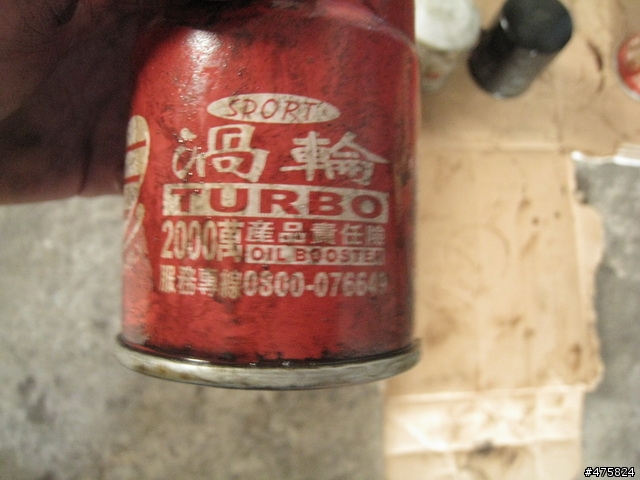 SPORT
渦輪
TURBO
2000萬產品責任險
OIL BOOSTER
服務專線0800-076649
#475824